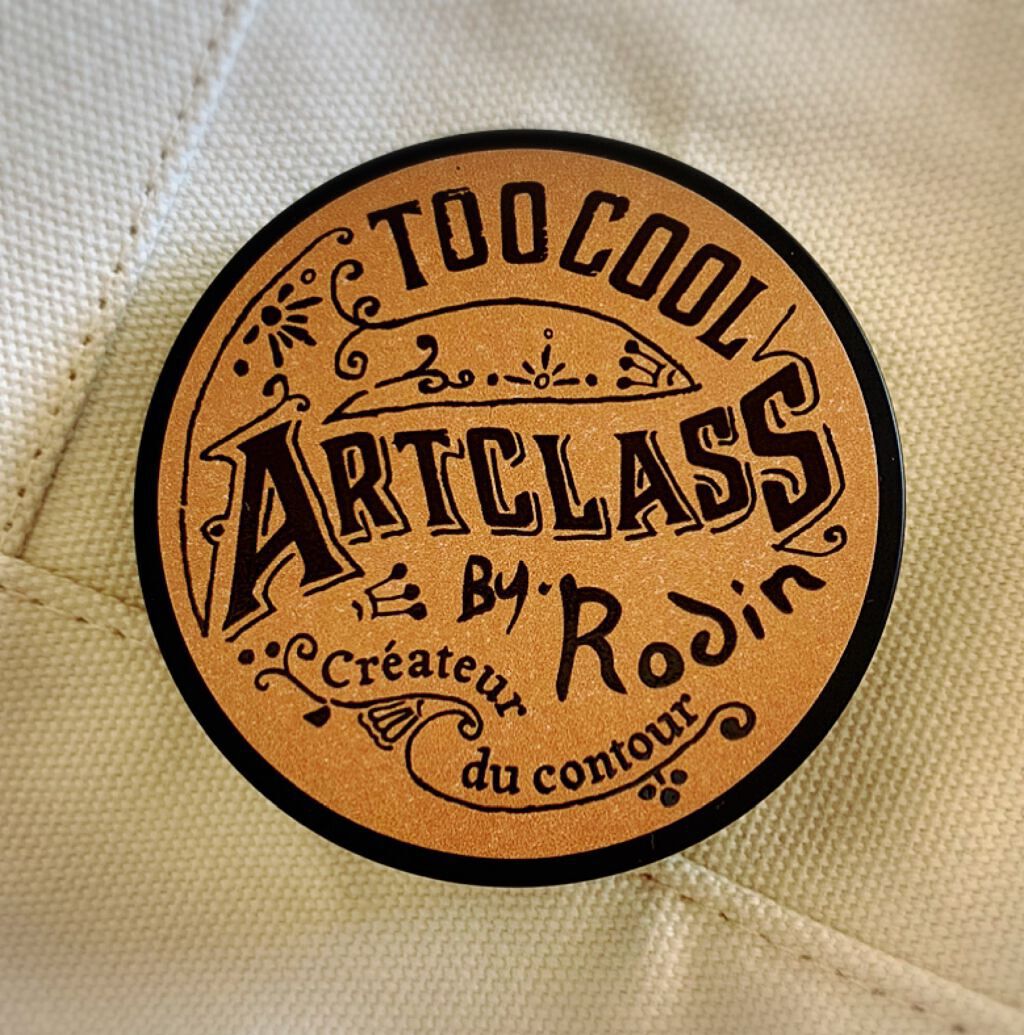 TOO COOL
ARTCLASS
By. Rodin
Créateur
du contour